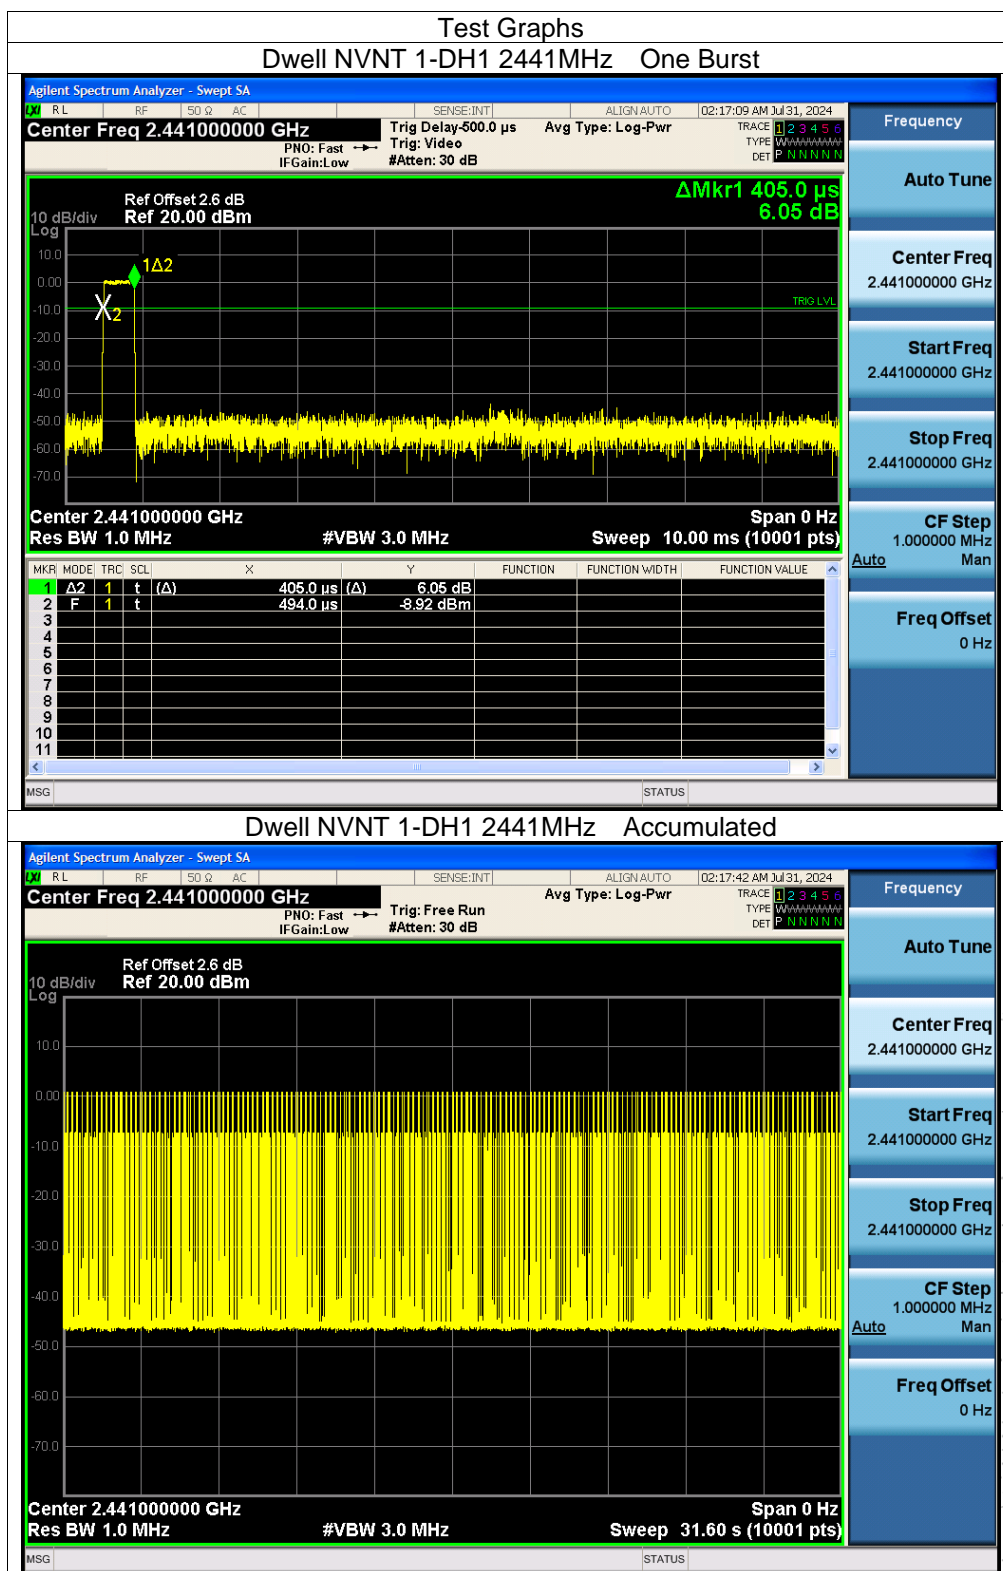 Test Graphs
Dwell NVNT 1-DH1 2441MHz One Burst
Agilent Spectrum Analyzer - Swept SA
LXI RL RF 50 Ω AC SENSE:INT ALIGN AUTO 02:17:09 AM Jul 31, 2024
Center Freq 2.441000000 GHz Trig Delay-500.0 µs Avg Type: Log-Pwr TRACE 1 2 3 4 5 6
PNO: Fast Trig: Video TYPE WWWWWW
IFGain:Low #Atten: 30 dB DET P N N N N N
ΔMkr1 405.0 µs
6.05 dB
Ref Offset 2.6 dB
10 dB/div Ref 20.00 dBm
Log
10.0
0.00
-10.0
-20.0
-30.0
-40.0
-50.0
-60.0
-70.0
1Δ2
X2
TRIG LVL
Center 2.441000000 GHz Span 0 Hz
Res BW 1.0 MHz #VBW 3.0 MHz Sweep 10.00 ms (10001 pts)
MKR MODE TRC SCL X Y FUNCTION FUNCTION WIDTH FUNCTION VALUE
1 Δ2 1 t (Δ) 405.0 µs (Δ) 6.05 dB
2 F 1 t 494.0 µs -8.92 dBm
3
4
5
6
7
8
9
10
11
MSG STATUS
Frequency
Auto Tune
Center Freq
2.441000000 GHz
Start Freq
2.441000000 GHz
Stop Freq
2.441000000 GHz
CF Step
1.000000 MHz
Auto Man
Freq Offset
0 Hz
Dwell NVNT 1-DH1 2441MHz Accumulated
Agilent Spectrum Analyzer - Swept SA
LXI RL RF 50 Ω AC SENSE:INT ALIGN AUTO 02:17:42 AM Jul 31, 2024
Center Freq 2.441000000 GHz Avg Type: Log-Pwr TRACE 1 2 3 4 5 6
PNO: Fast Trig: Free Run TYPE WWWWWW
IFGain:Low #Atten: 30 dB DET P N N N N N
Ref Offset 2.6 dB
10 dB/div Ref 20.00 dBm
Log
10.0
0.00
-10.0
-20.0
-30.0
-40.0
-50.0
-60.0
-70.0
Center 2.441000000 GHz Span 0 Hz
Res BW 1.0 MHz #VBW 3.0 MHz Sweep 31.60 s (10001 pts)
MSG STATUS
Frequency
Auto Tune
Center Freq
2.441000000 GHz
Start Freq
2.441000000 GHz
Stop Freq
2.441000000 GHz
CF Step
1.000000 MHz
Auto Man
Freq Offset
0 Hz